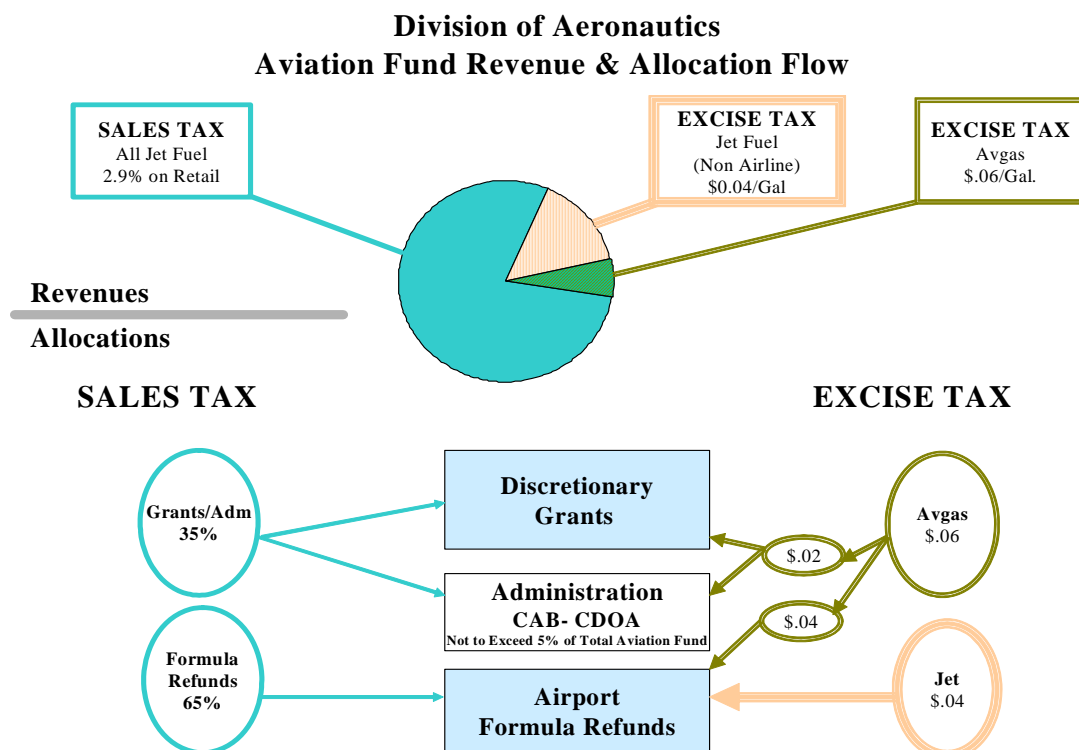 Division of Aeronautics
Aviation Fund Revenue & Allocation Flow
SALES TAX
All Jet Fuel
2.9% on Retail
EXCISE TAX
Jet Fuel
(Non Airline)
$0.04/Gal
EXCISE TAX
Avgas
$.06/Gal.
Revenues
Allocations
SALES TAX
EXCISE TAX
Grants/Adm
35%
Discretionary
Grants
Avgas
$.06
$.02
Administration
CAB- CDOA
Not to Exceed 5% of Total Aviation Fund
$.04
Formula
Refunds
65%
Airport
Formula Refunds
Jet
$.04